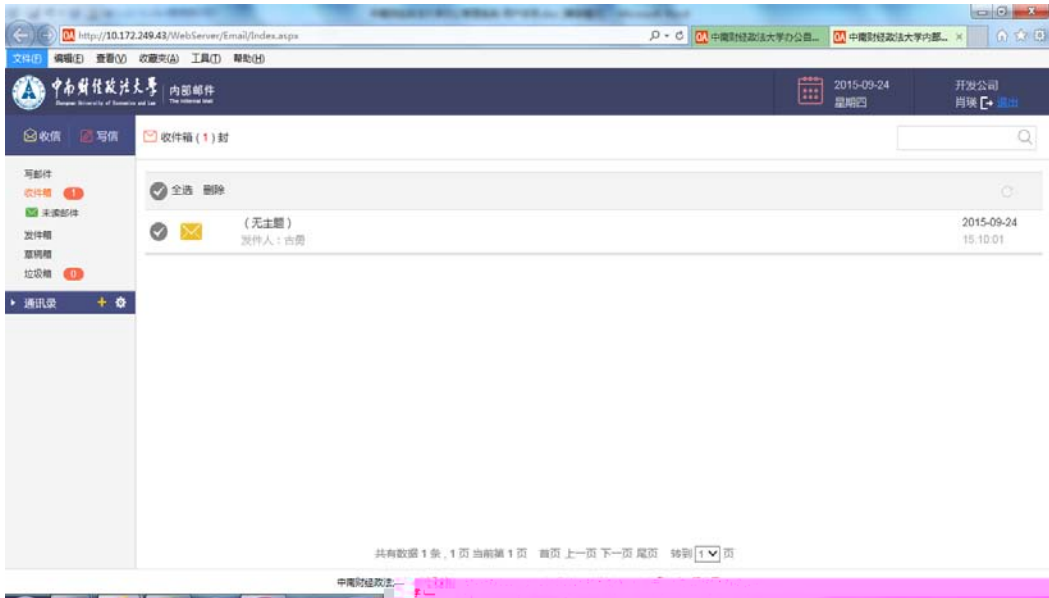 http://10.172.249.43/WebServer/Email/Index.aspx
中南财经政法大学办公自...
中南财经政法大学内部...
文件(F) 编辑(E) 查看(V) 收藏夹(A) 工具(T) 帮助(H)
中南财经政法大学 内部邮件
2015-09-24
星期四
开发公司
肖瑛 退出
收信 写信
收件箱 ( 1 ) 封
写邮件
收件箱 1
未读邮件
发件箱
草稿箱
垃圾箱 0
通讯录
全选 删除
(无主题)
发件人:古勇
2015-09-24
15:10:01
共有数据 1 条 , 1 页 当前第 1 页 首页 上一页 下一页 尾页 转到 1 页
中南财经政法